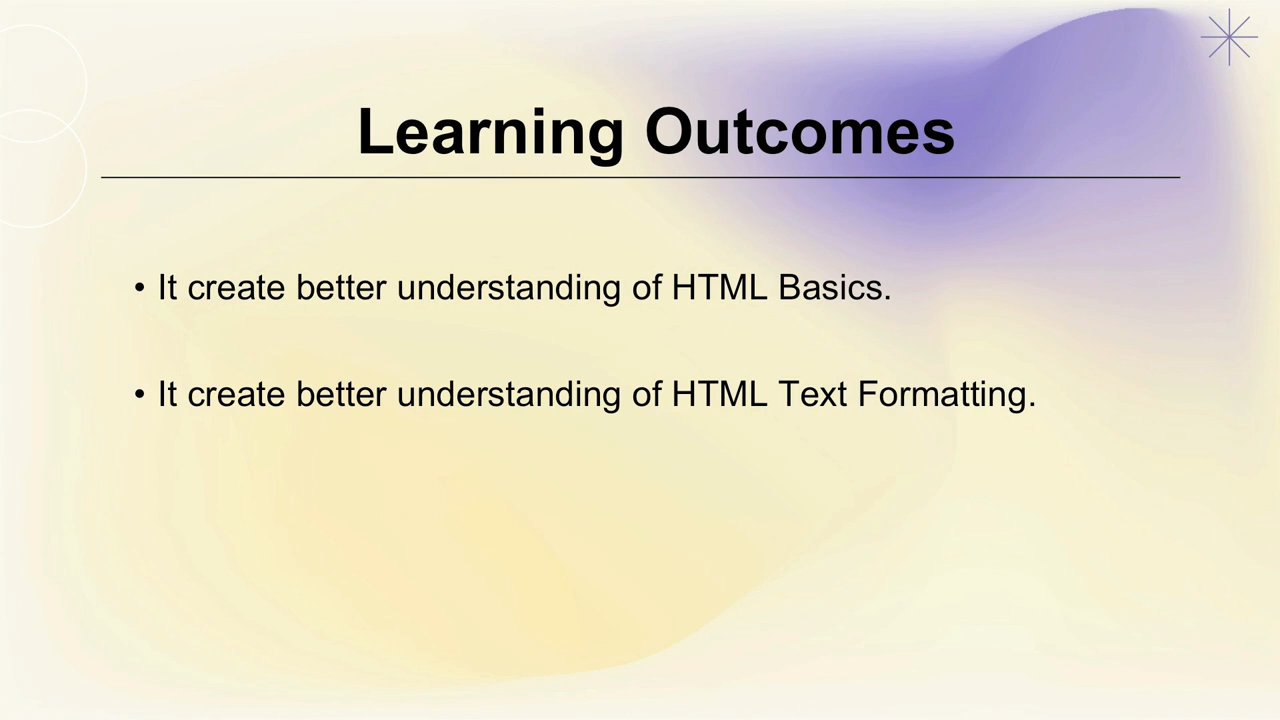 Learning Outcomes
• It create better understanding of HTML Basics.
• It create better understanding of HTML Text Formatting.